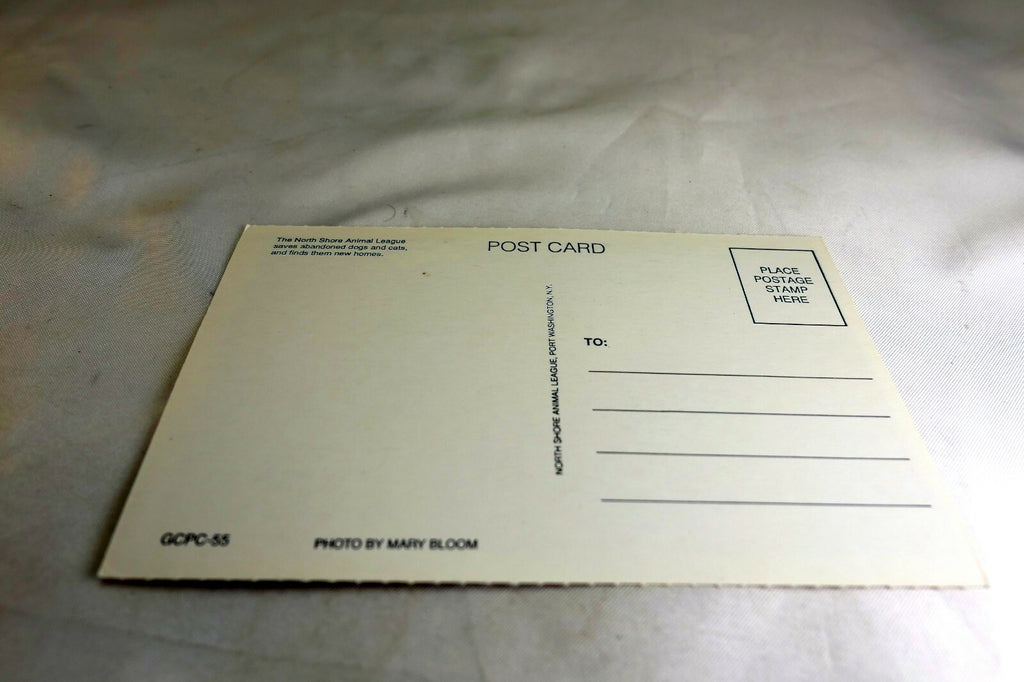 The North Shore Animal League
saves abandoned dogs and cats,
and finds them new homes.
POST CARD
PLACE
POSTAGE
STAMP
HERE
NORTH SHORE ANIMAL LEAGUE, PORT WASHINGTON, N.Y.
TO:
GCPC-55
PHOTO BY MARY BLOOM